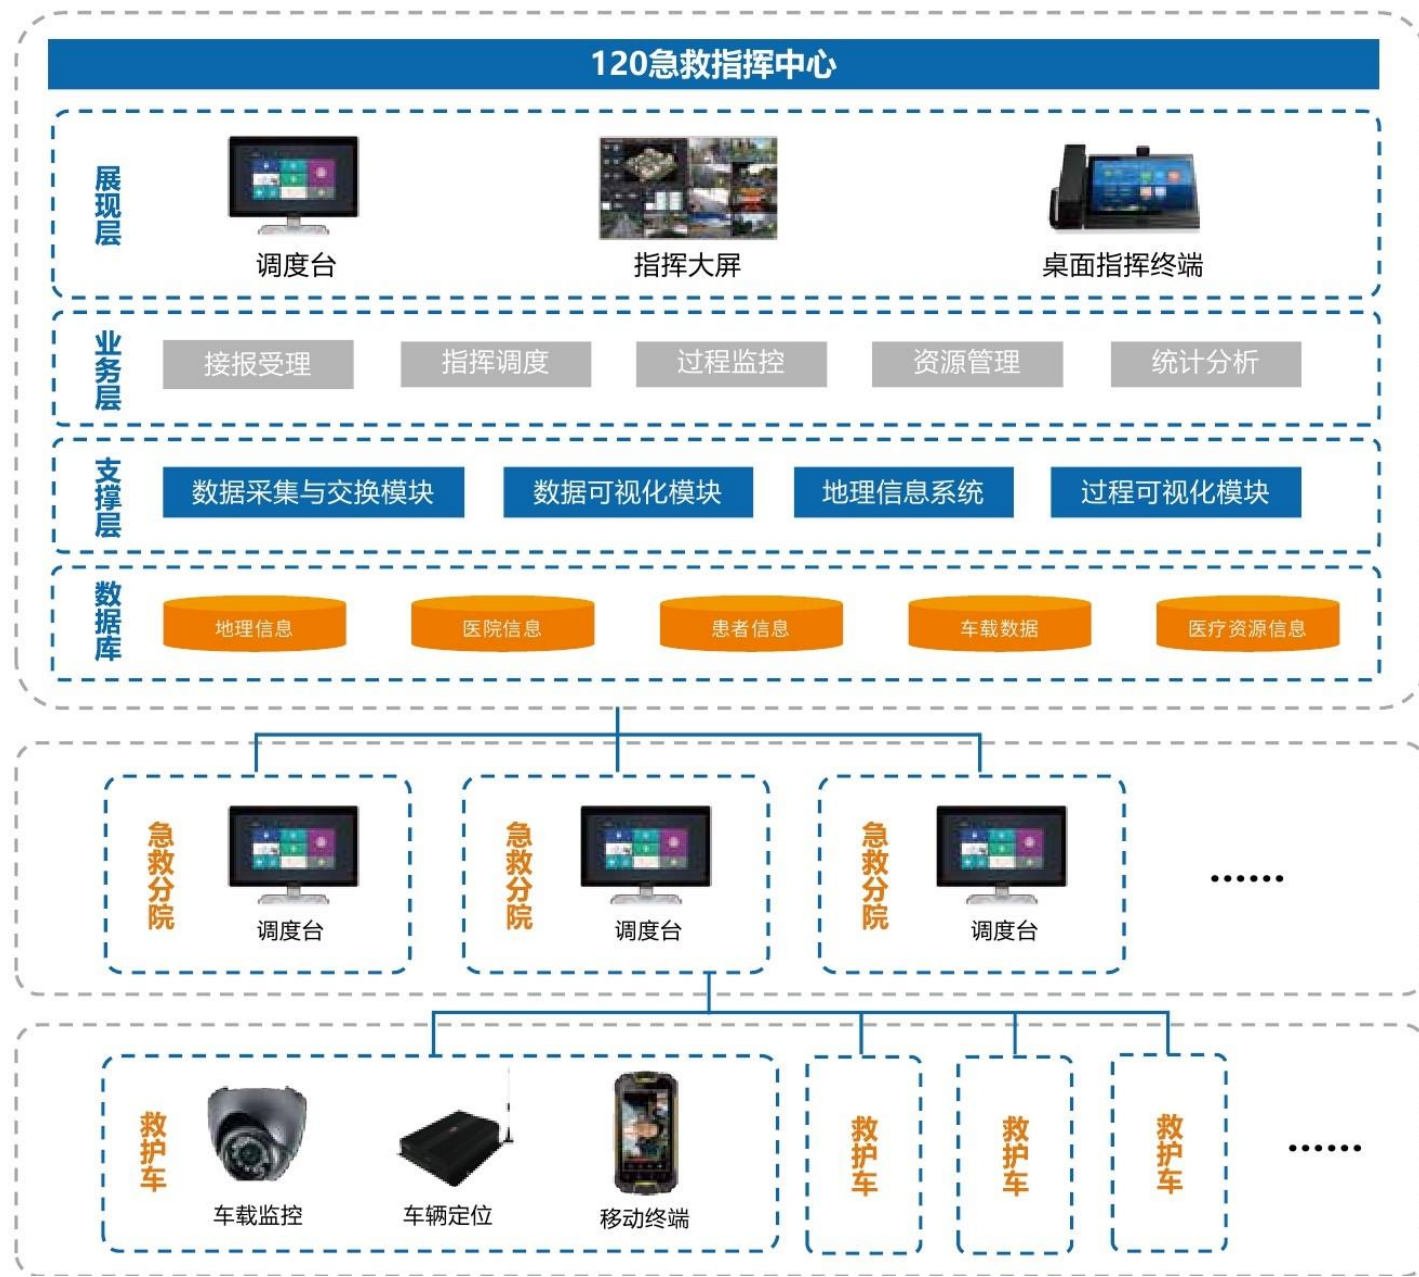 120急救指挥中心
展现层
调度台
指挥大屏
桌面指挥终端
业务层
接报受理
指挥调度
过程监控
资源管理
统计分析
支撑层
数据采集与交换模块
数据可视化模块
地理信息系统
过程可视化模块
数据库
地理信息
医院信息
患者信息
车载数据
医疗资源信息
急救分院
调度台
急救分院
调度台
急救分院
调度台
......
救护车
车载监控
车辆定位
移动终端
救护车
救护车
救护车
......